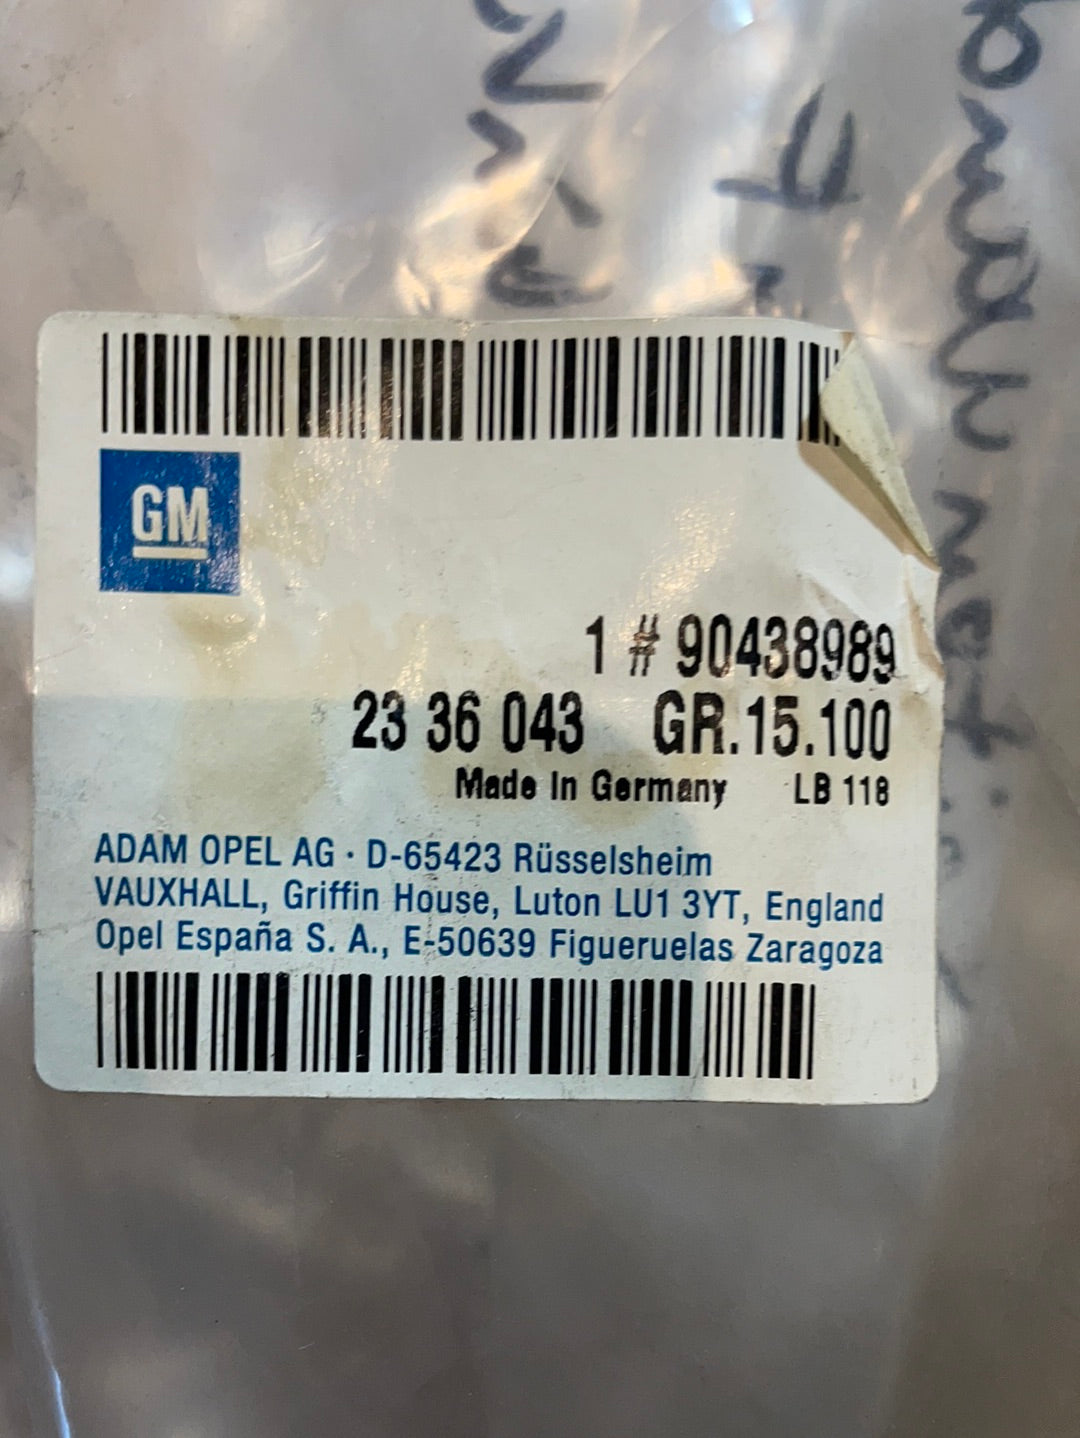 GM
1 # 90438989
23 36 043 GR.15.100
Made In Germany LB 118
ADAM OPEL AG · D-65423 Rüsselsheim
VAUXHALL, Griffin House, Luton LU1 3YT, England
Opel España S. A., E-50639 Figueruelas Zaragoza